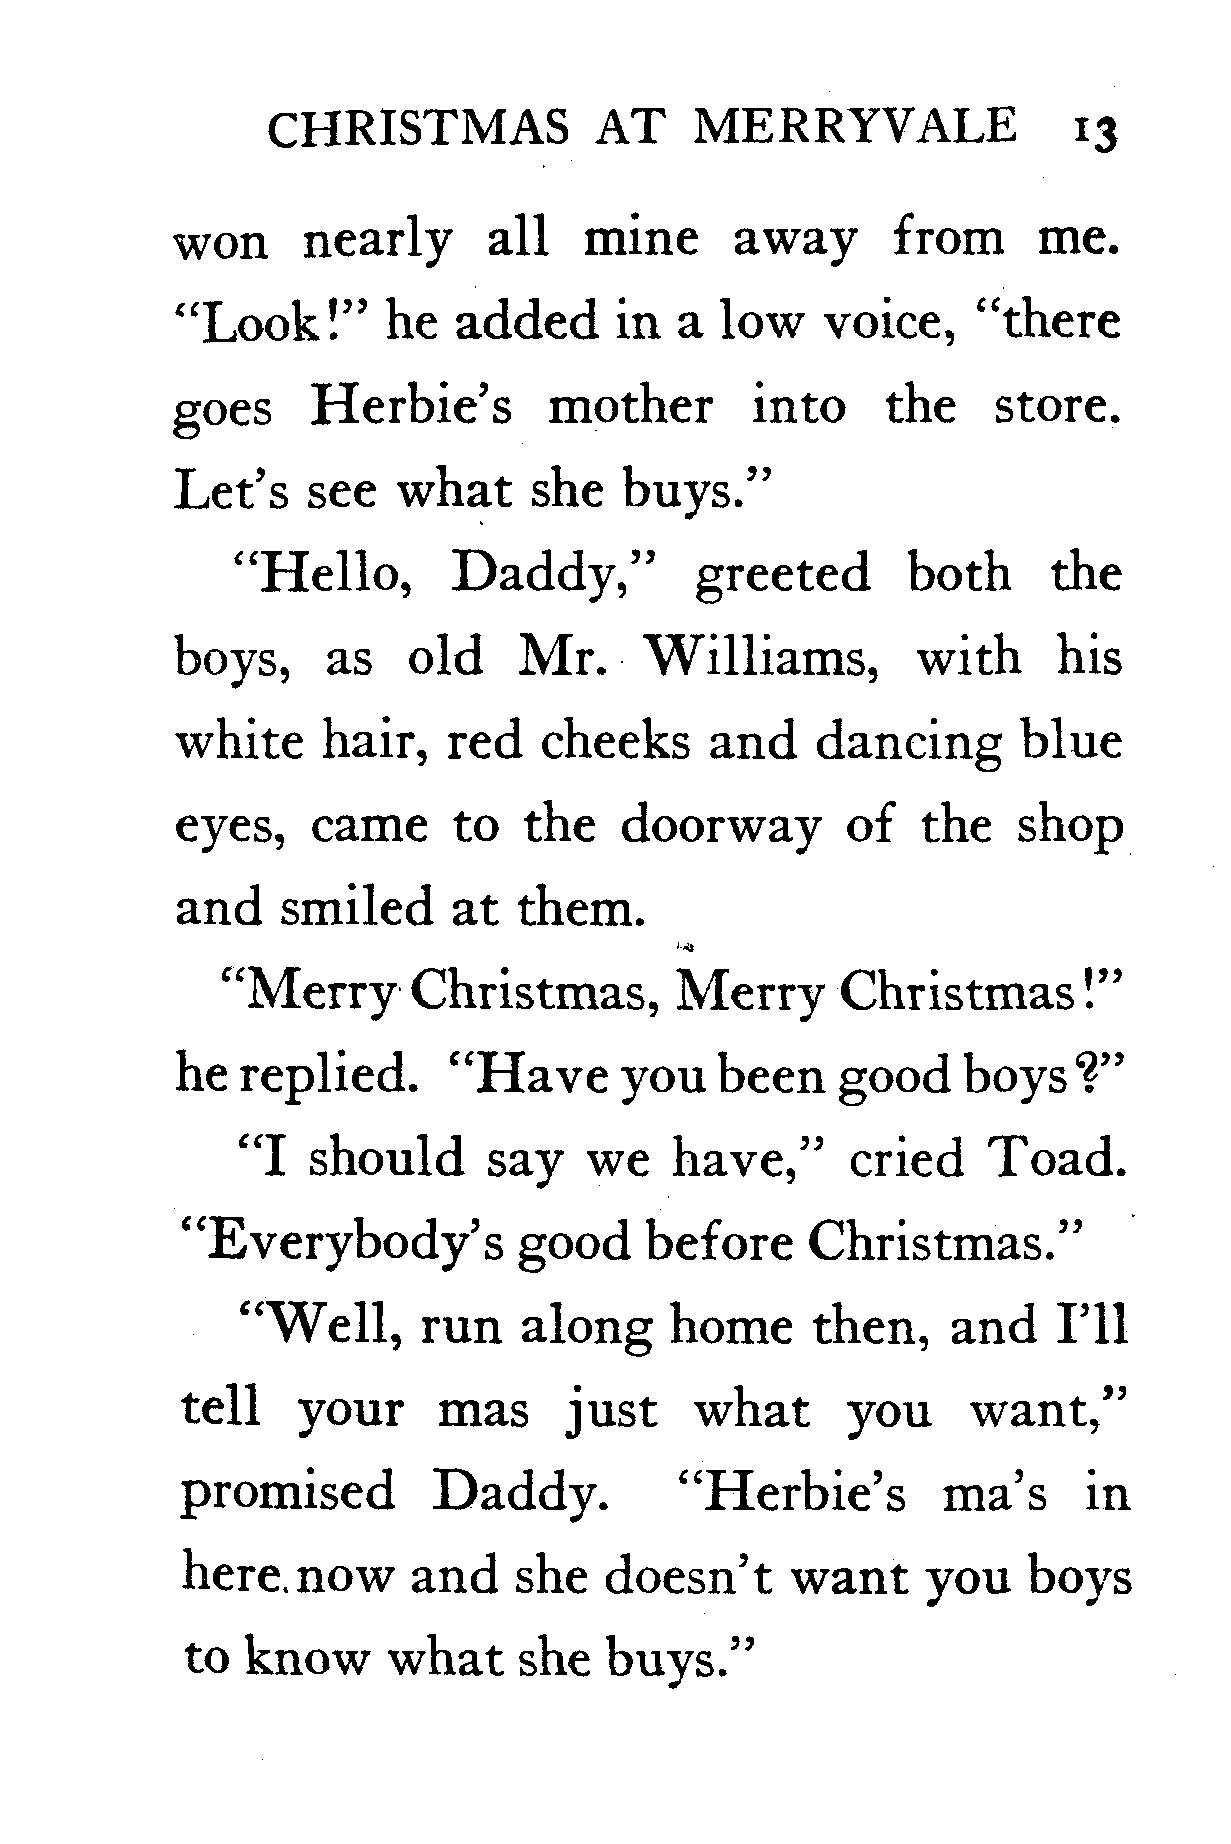 CHRISTMAS AT MERRYVALE 13
won nearly all mine away from me.
“Look!” he added in a low voice, “there
goes Herbie’s mother into the store.
Let’s see what she buys.”
“Hello, Daddy,” greeted both the
boys, as old Mr. Williams, with his
white hair, red cheeks and dancing blue
eyes, came to the doorway of the shop
and smiled at them.
“Merry Christmas, Merry Christmas!”
he replied. “Have you been good boys?”
“I should say we have,” cried Toad.
“Everybody’s good before Christmas.”
“Well, run along home then, and I’ll
tell your mas just what you want,”
promised Daddy. “Herbie’s ma’s in
here now and she doesn’t want you boys
to know what she buys.”